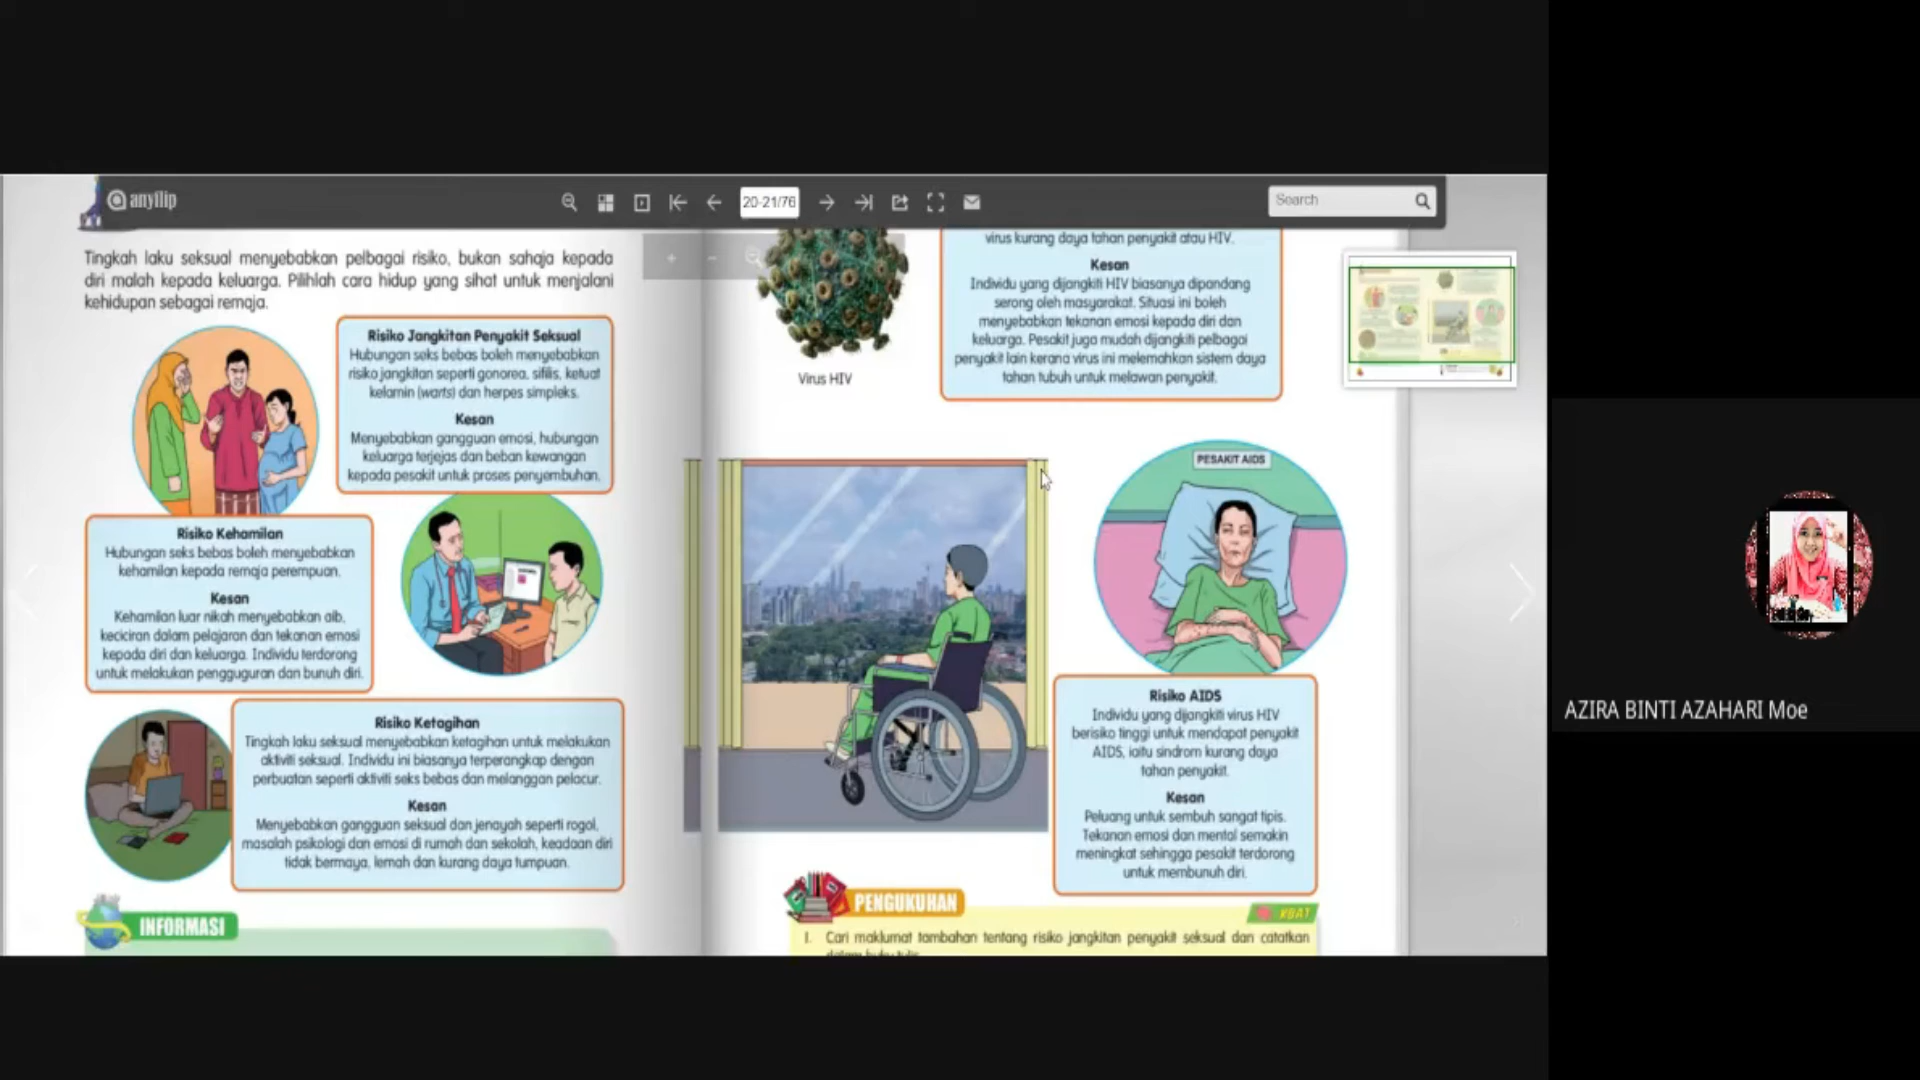 anyflip
20-21/76
Search
Tingkah laku seksual menyebabkan pelbagai risiko, bukan sahaja kepada
diri malah kepada keluarga. Pilihlah cara hidup yang sihat untuk menjalani
kehidupan sebagai remaja.
Risiko Jangkitan Penyakit Seksual
Hubungan seks bebas boleh menyebabkan
risiko jangkitan seperti gonorea, sifilis, ketuat
kelamin (warts) dan herpes simpleks.
Kesan
Menyebabkan gangguan emosi, hubungan
keluarga terjejas dan beban kewangan
kepada pesakit untuk proses penyembuhan.
Risiko Kehamilan
Hubungan seks bebas boleh menyebabkan
kehamilan kepada remaja perempuan.
Kesan
Kehamilan luar nikah menyebabkan aib,
keciciran dalam pelajaran dan tekanan emosi
kepada diri dan keluarga. Individu terdorong
untuk melakukan pengguguran dan bunuh diri.
Risiko Ketagihan
Tingkah laku seksual menyebabkan ketagihan untuk melakukan
aktiviti seksual. Individu ini biasanya terperangkap dengan
perbuatan seperti aktiviti seks bebas dan melanggan pelacur.
Kesan
Menyebabkan gangguan seksual dan jenayah seperti rogol,
masalah psikologi dan emosi di rumah dan sekolah, keadaan diri
tidak bermaya, lemah dan kurang daya tumpuan.
INFORMASI
virus kurang daya tahan penyakit atau HIV.
Kesan
Individu yang dijangkiti HIV biasanya dipandang
serong oleh masyarakat. Situasi ini boleh
menyebabkan tekanan emosi kepada diri dan
keluarga. Pesakit juga mudah dijangkiti pelbagai
penyakit lain kerana virus ini melemahkan sistem daya
tahan tubuh untuk melawan penyakit.
Virus HIV
PESAKIT AIDS
Risiko AIDS
Individu yang dijangkiti virus HIV
berisiko tinggi untuk mendapat penyakit
AIDS, iaitu sindrom kurang daya
tahan penyakit.
Kesan
Peluang untuk sembuh sangat tipis.
Tekanan emosi dan mental semakin
meningkat sehingga pesakit terdorong
untuk membunuh diri.
PENGUKUHAN
KBAT
1. Cari maklumat tambahan tentang risiko jangkitan penyakit seksual dan catatkan
dalam buku tulis.
AZIRA BINTI AZAHARI Moe